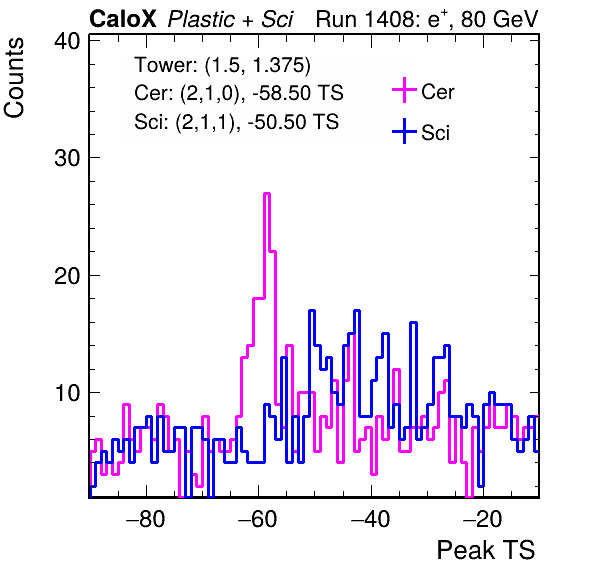 CaloX Plastic + Sci Run 1408: e+, 80 GeV
Counts
Tower: (1.5, 1.375)
Cer: (2,1,0), -58.50 TS
Sci: (2,1,1), -50.50 TS
Cer
Sci
40
30
20
10
−80 −60 −40 −20
Peak TS